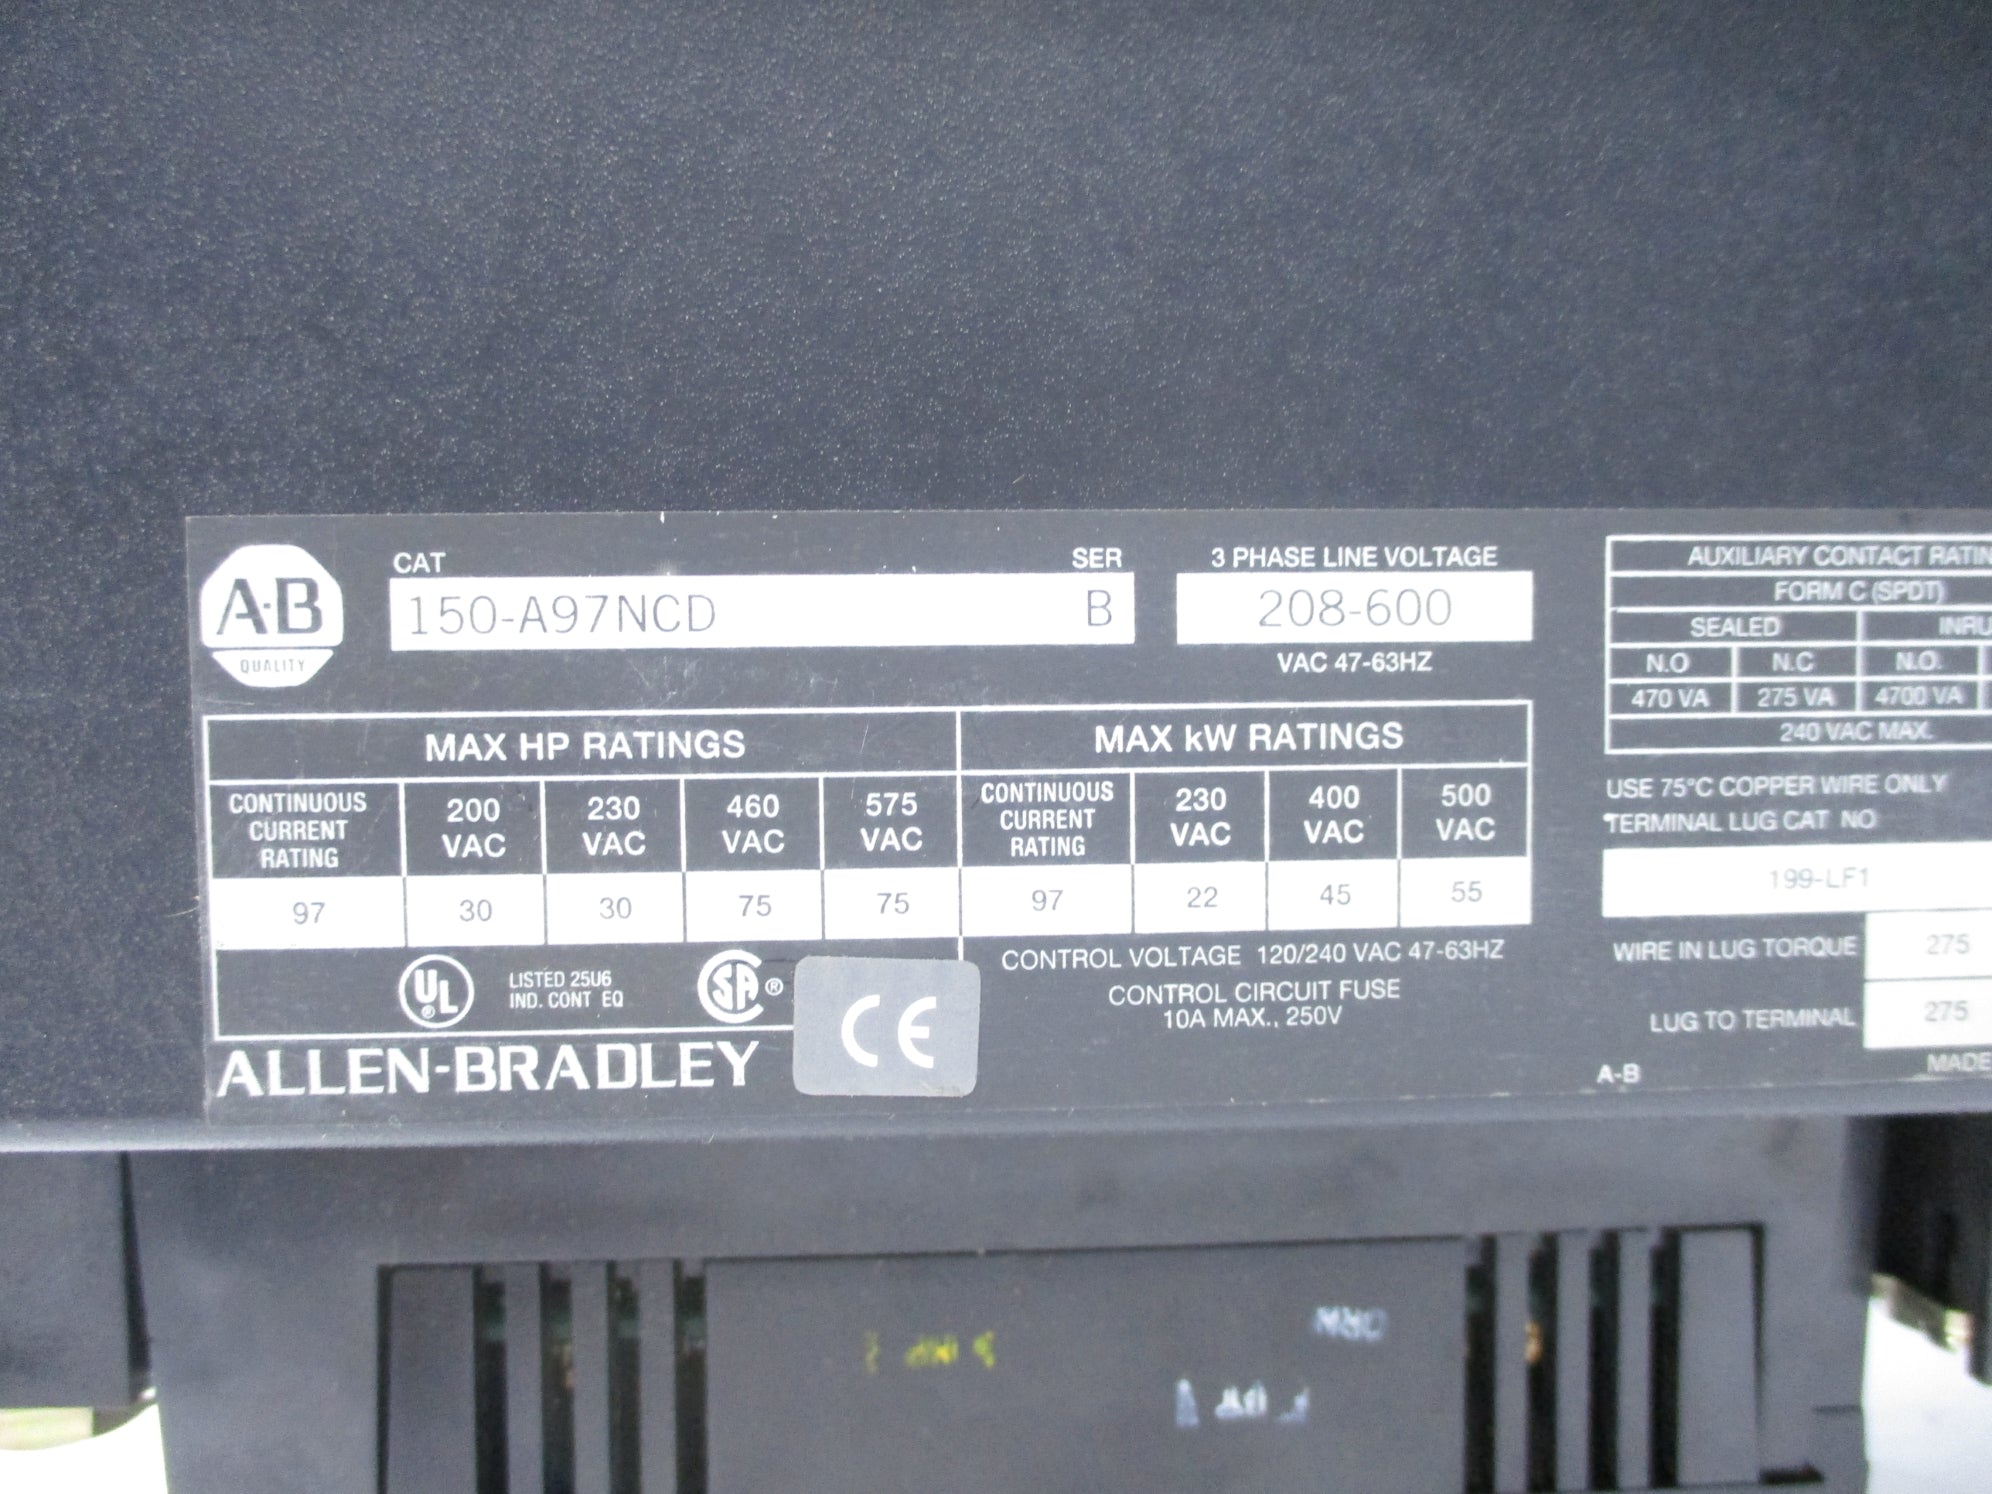 A-B
QUALITY
CAT
SER
150-A97NCD B
3 PHASE LINE VOLTAGE
208-600
VAC 47-63HZ
MAX HP RATINGS
CONTINUOUS CURRENT RATING
200 VAC
230 VAC
460 VAC
575 VAC
97 30 30 75 75
MAX kW RATINGS
CONTINUOUS CURRENT RATING
230 VAC
400 VAC
500 VAC
97 22 45 55
UL ®
LISTED 25U6
IND. CONT EQ
SA ®
CE
CONTROL VOLTAGE 120/240 VAC 47-63HZ
CONTROL CIRCUIT FUSE
10A MAX., 250V
ALLEN-BRADLEY
AUXILIARY CONTACT
FORM C (SPDT)
SEALED
N.O N.C N.O.
470 VA 275 VA 4700 VA
240 VAC MAX.
USE 75°C COPPER WIRE ONLY
TERMINAL LUG CAT NO
199-LF1
WIRE IN LUG TORQUE 275
LUG TO TERMINAL 275
A-B MADE